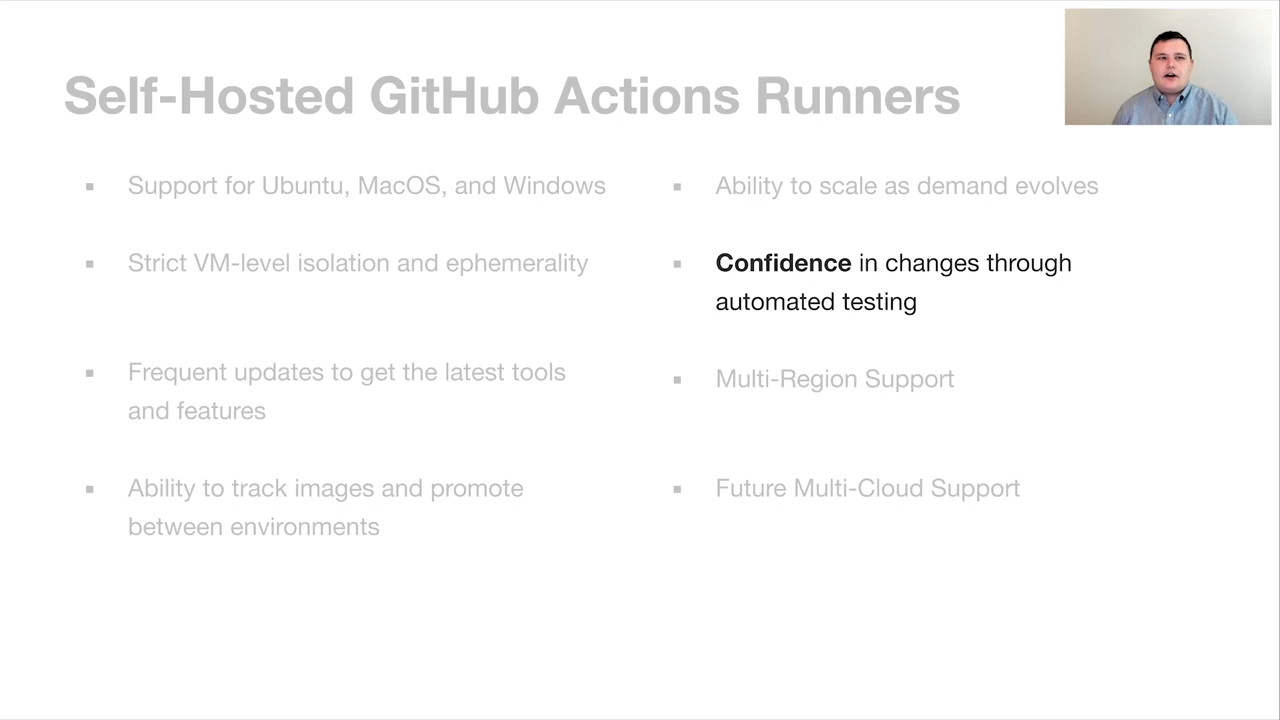 Self-Hosted GitHub Actions Runners
Support for Ubuntu, MacOS, and Windows
Strict VM-level isolation and ephemerality
Frequent updates to get the latest tools
and features
Ability to track images and promote
between environments
Ability to scale as demand evolves
Confidence in changes through
automated testing
Multi-Region Support
Future Multi-Cloud Support